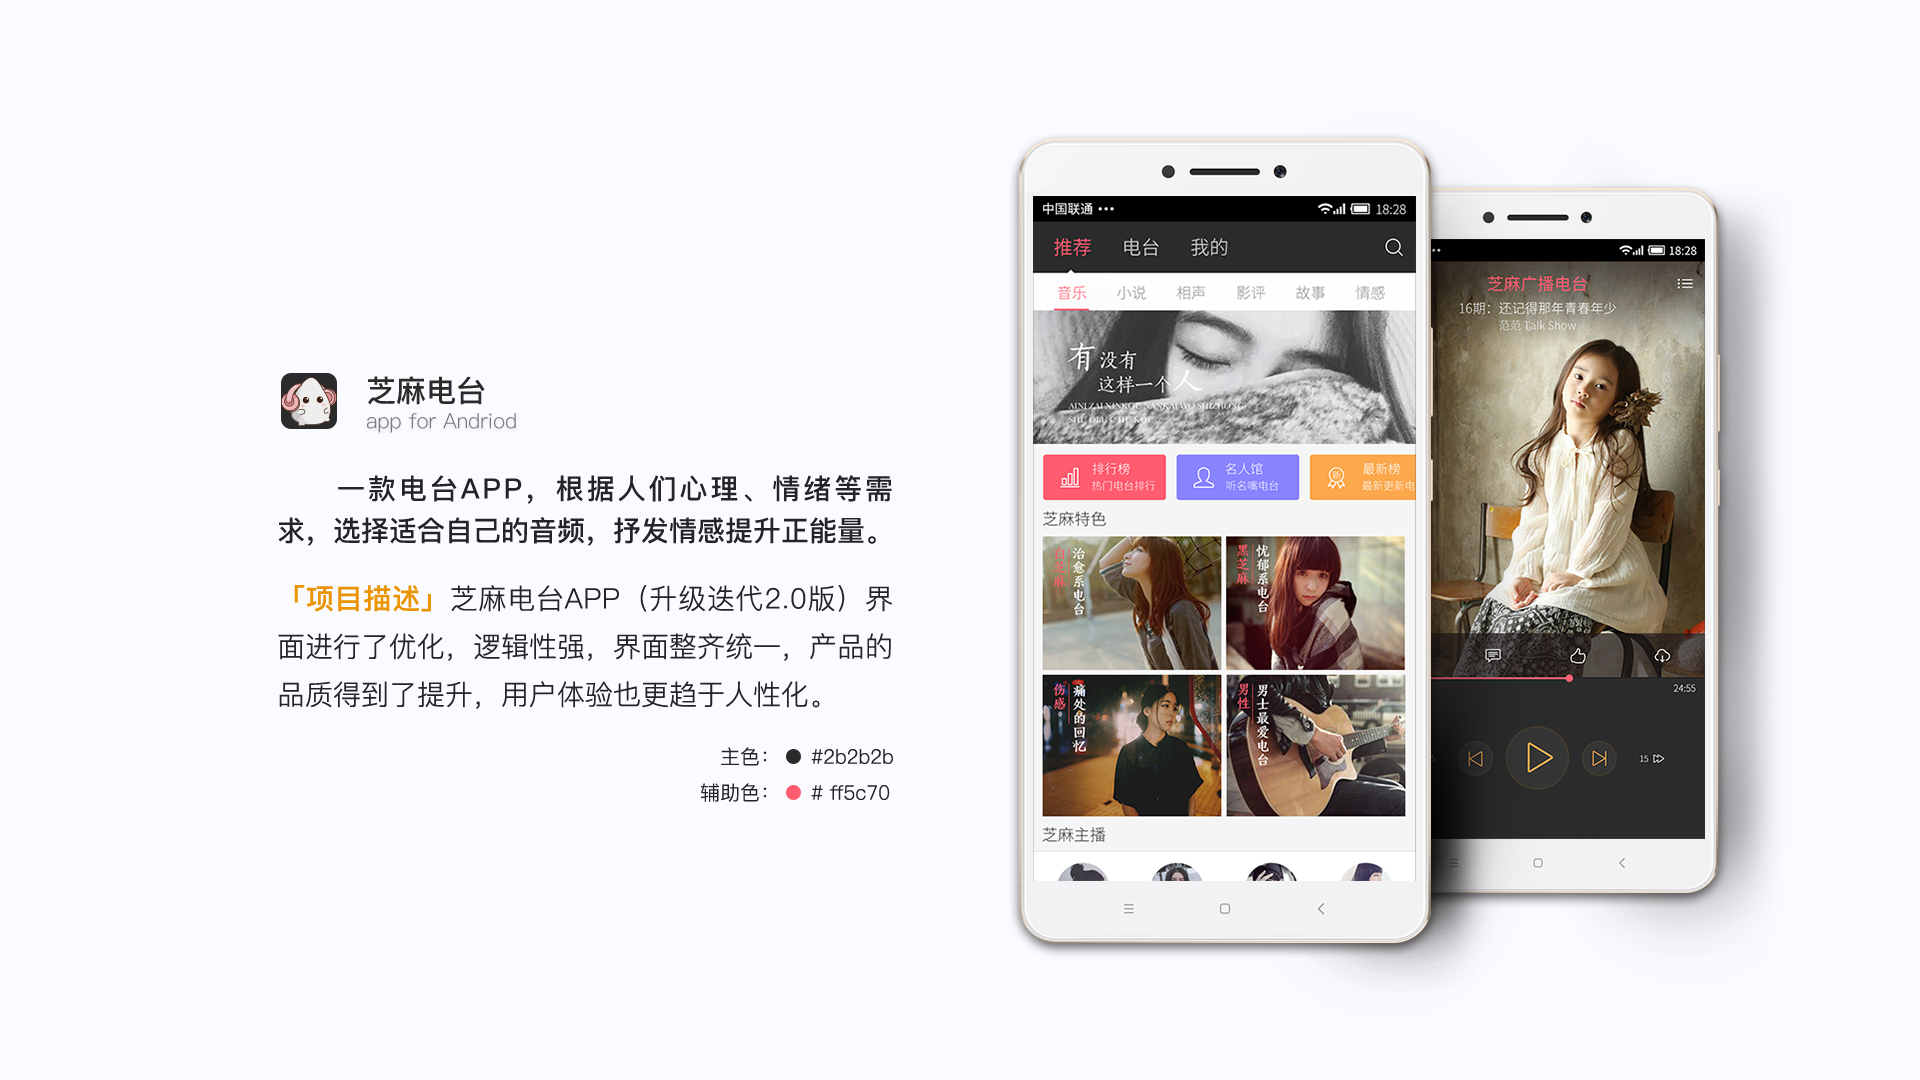 芝麻电台
app for Andriod
一款电台APP，根据人们心理、情绪等需
求，选择适合自己的音频，抒发情感提升正能量。
「项目描述」芝麻电台APP（升级迭代2.0版）界
面进行了优化，逻辑性强，界面整齐统一，产品的
品质得到了提升，用户体验也更趋于人性化。
主色： #2b2b2b
辅助色： # ff5c70
中国联通 ••• 18:28
推荐 电台 我的
音乐 小说 相声 影评 故事 情感
有没有
这样一个人
排行榜
热门电台排行
名人馆
听名嘴电台
最新榜
最新更新电
芝麻特色
白芝麻
治愈系电台
黑芝麻
忧郁系电台
伤感
痛处的回忆
男性
男士最爱电台
芝麻主播
18:28
芝麻广播电台
16期：还记得那年青春年少
范范 Talk Show
24:55
15